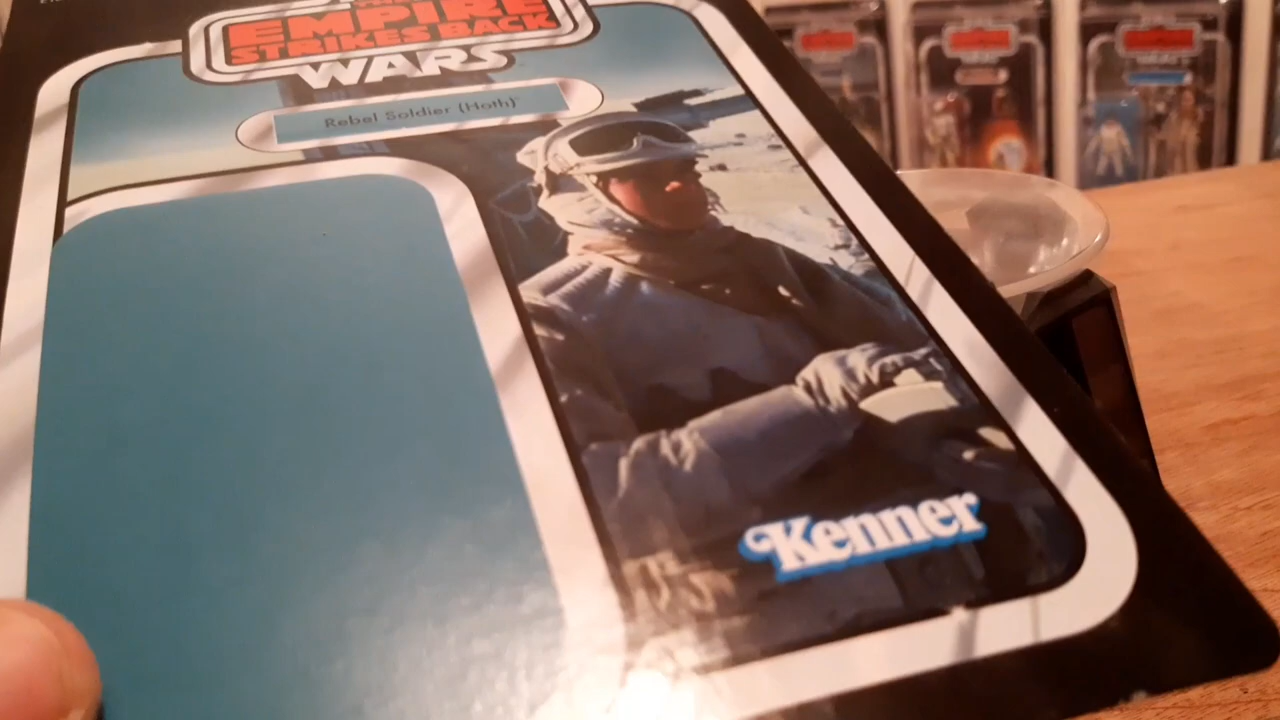 EMPIRE
STRIKES BACK
WARS
Rebel Soldier (Hoth)
Kenner